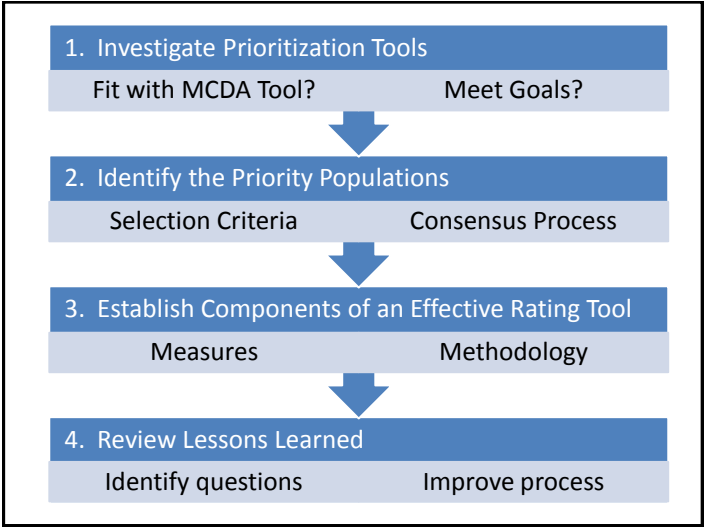 1. Investigate Prioritization Tools
Fit with MCDA Tool? Meet Goals?
2. Identify the Priority Populations
Selection Criteria Consensus Process
3. Establish Components of an Effective Rating Tool
Measures Methodology
4. Review Lessons Learned
Identify questions Improve process